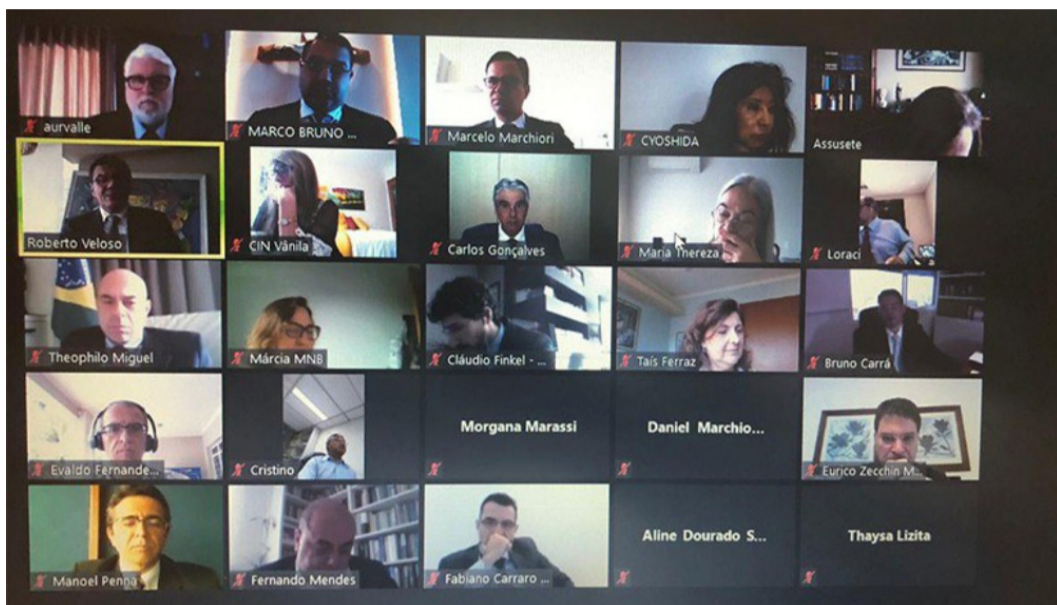 aurvalle
MARCO BRUNO ...
Marcelo Marchiori
CYOSHIDA
Assusete
Roberto Veloso
CIN Vânila
Carlos Gonçalves
Maria Thereza
Loraci
Theophilo Miguel
Márcia MNB
Cláudio Finkel - ...
Taís Ferraz
Bruno Carrá
Evaldo Fernande...
Cristino
Morgana Marassi
Daniel Marchio...
Eurico Zecchin M...
Manoel Penna
Fernando Mendes
Fabiano Carraro ...
Aline Dourado S...
Thaysa Lizita